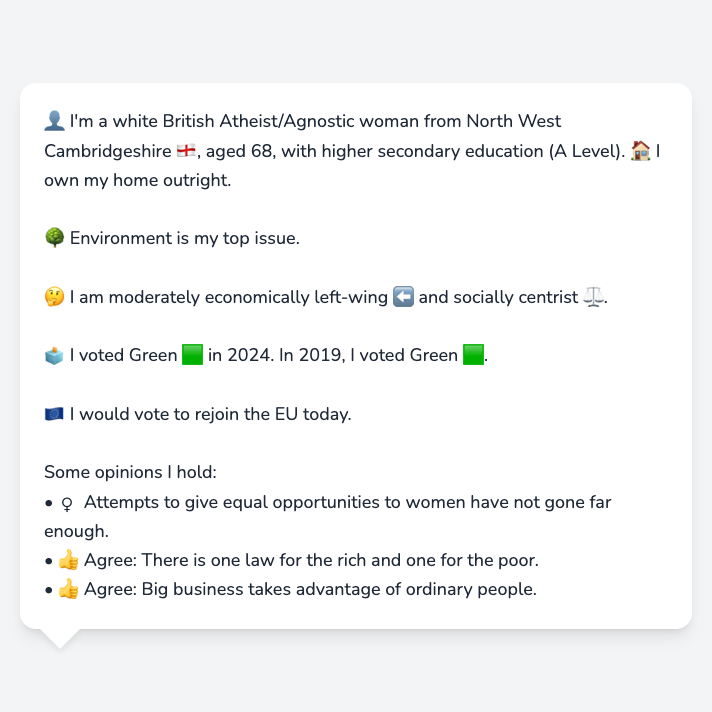 👤 I'm a white British Atheist/Agnostic woman from North West
Cambridgeshire 🏴󠁧󠁢󠁥󠁮󠁧󠁿, aged 68, with higher secondary education (A Level). 🏠 I
own my home outright.
🌳 Environment is my top issue.
🤔 I am moderately economically left-wing ⬅️ and socially centrist ⚖️.
🗳️ I voted Green 🟩 in 2024. In 2019, I voted Green 🟩.
🇪🇺 I would vote to rejoin the EU today.
Some opinions I hold:
• ♀ Attempts to give equal opportunities to women have not gone far
enough.
• 👍 Agree: There is one law for the rich and one for the poor.
• 👍 Agree: Big business takes advantage of ordinary people.